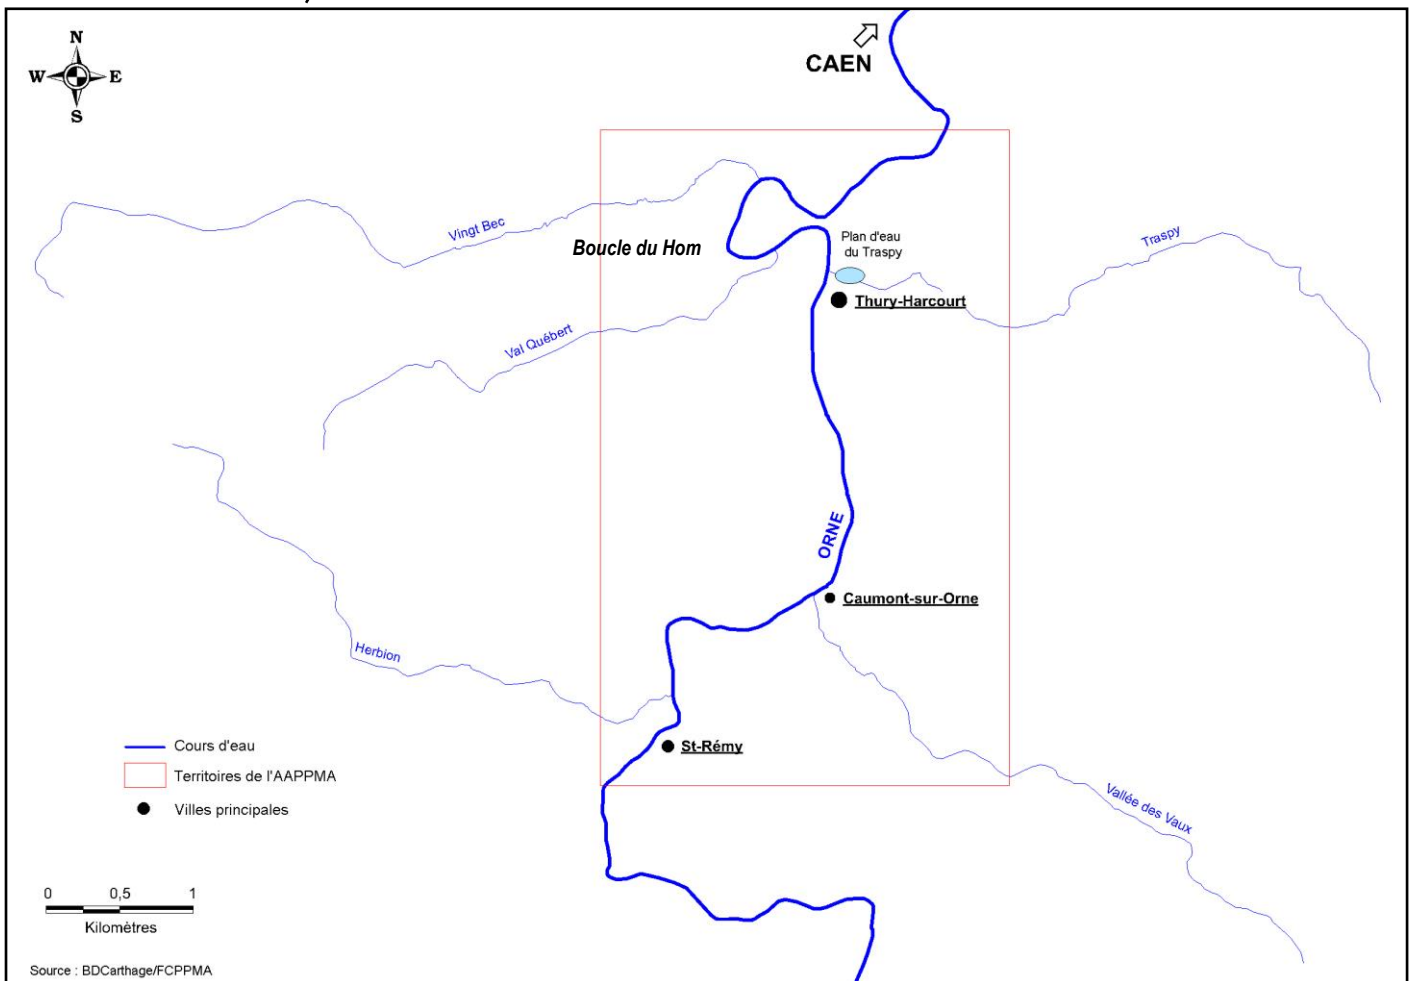 N
W E
S
CAEN
Vingt Bec
Boucle du Hom
Plan d'eau
du Traspy
Traspy
Thury-Harcourt
Val Québert
ORNE
Caumont-sur-Orne
Herbion
St-Rémy
Vallée des Vaux
Cours d'eau
Territoires de l'AAPPMA
Villes principales
0 0,5 1
Kilomètres
Source : BDCarthage/FCPPMA